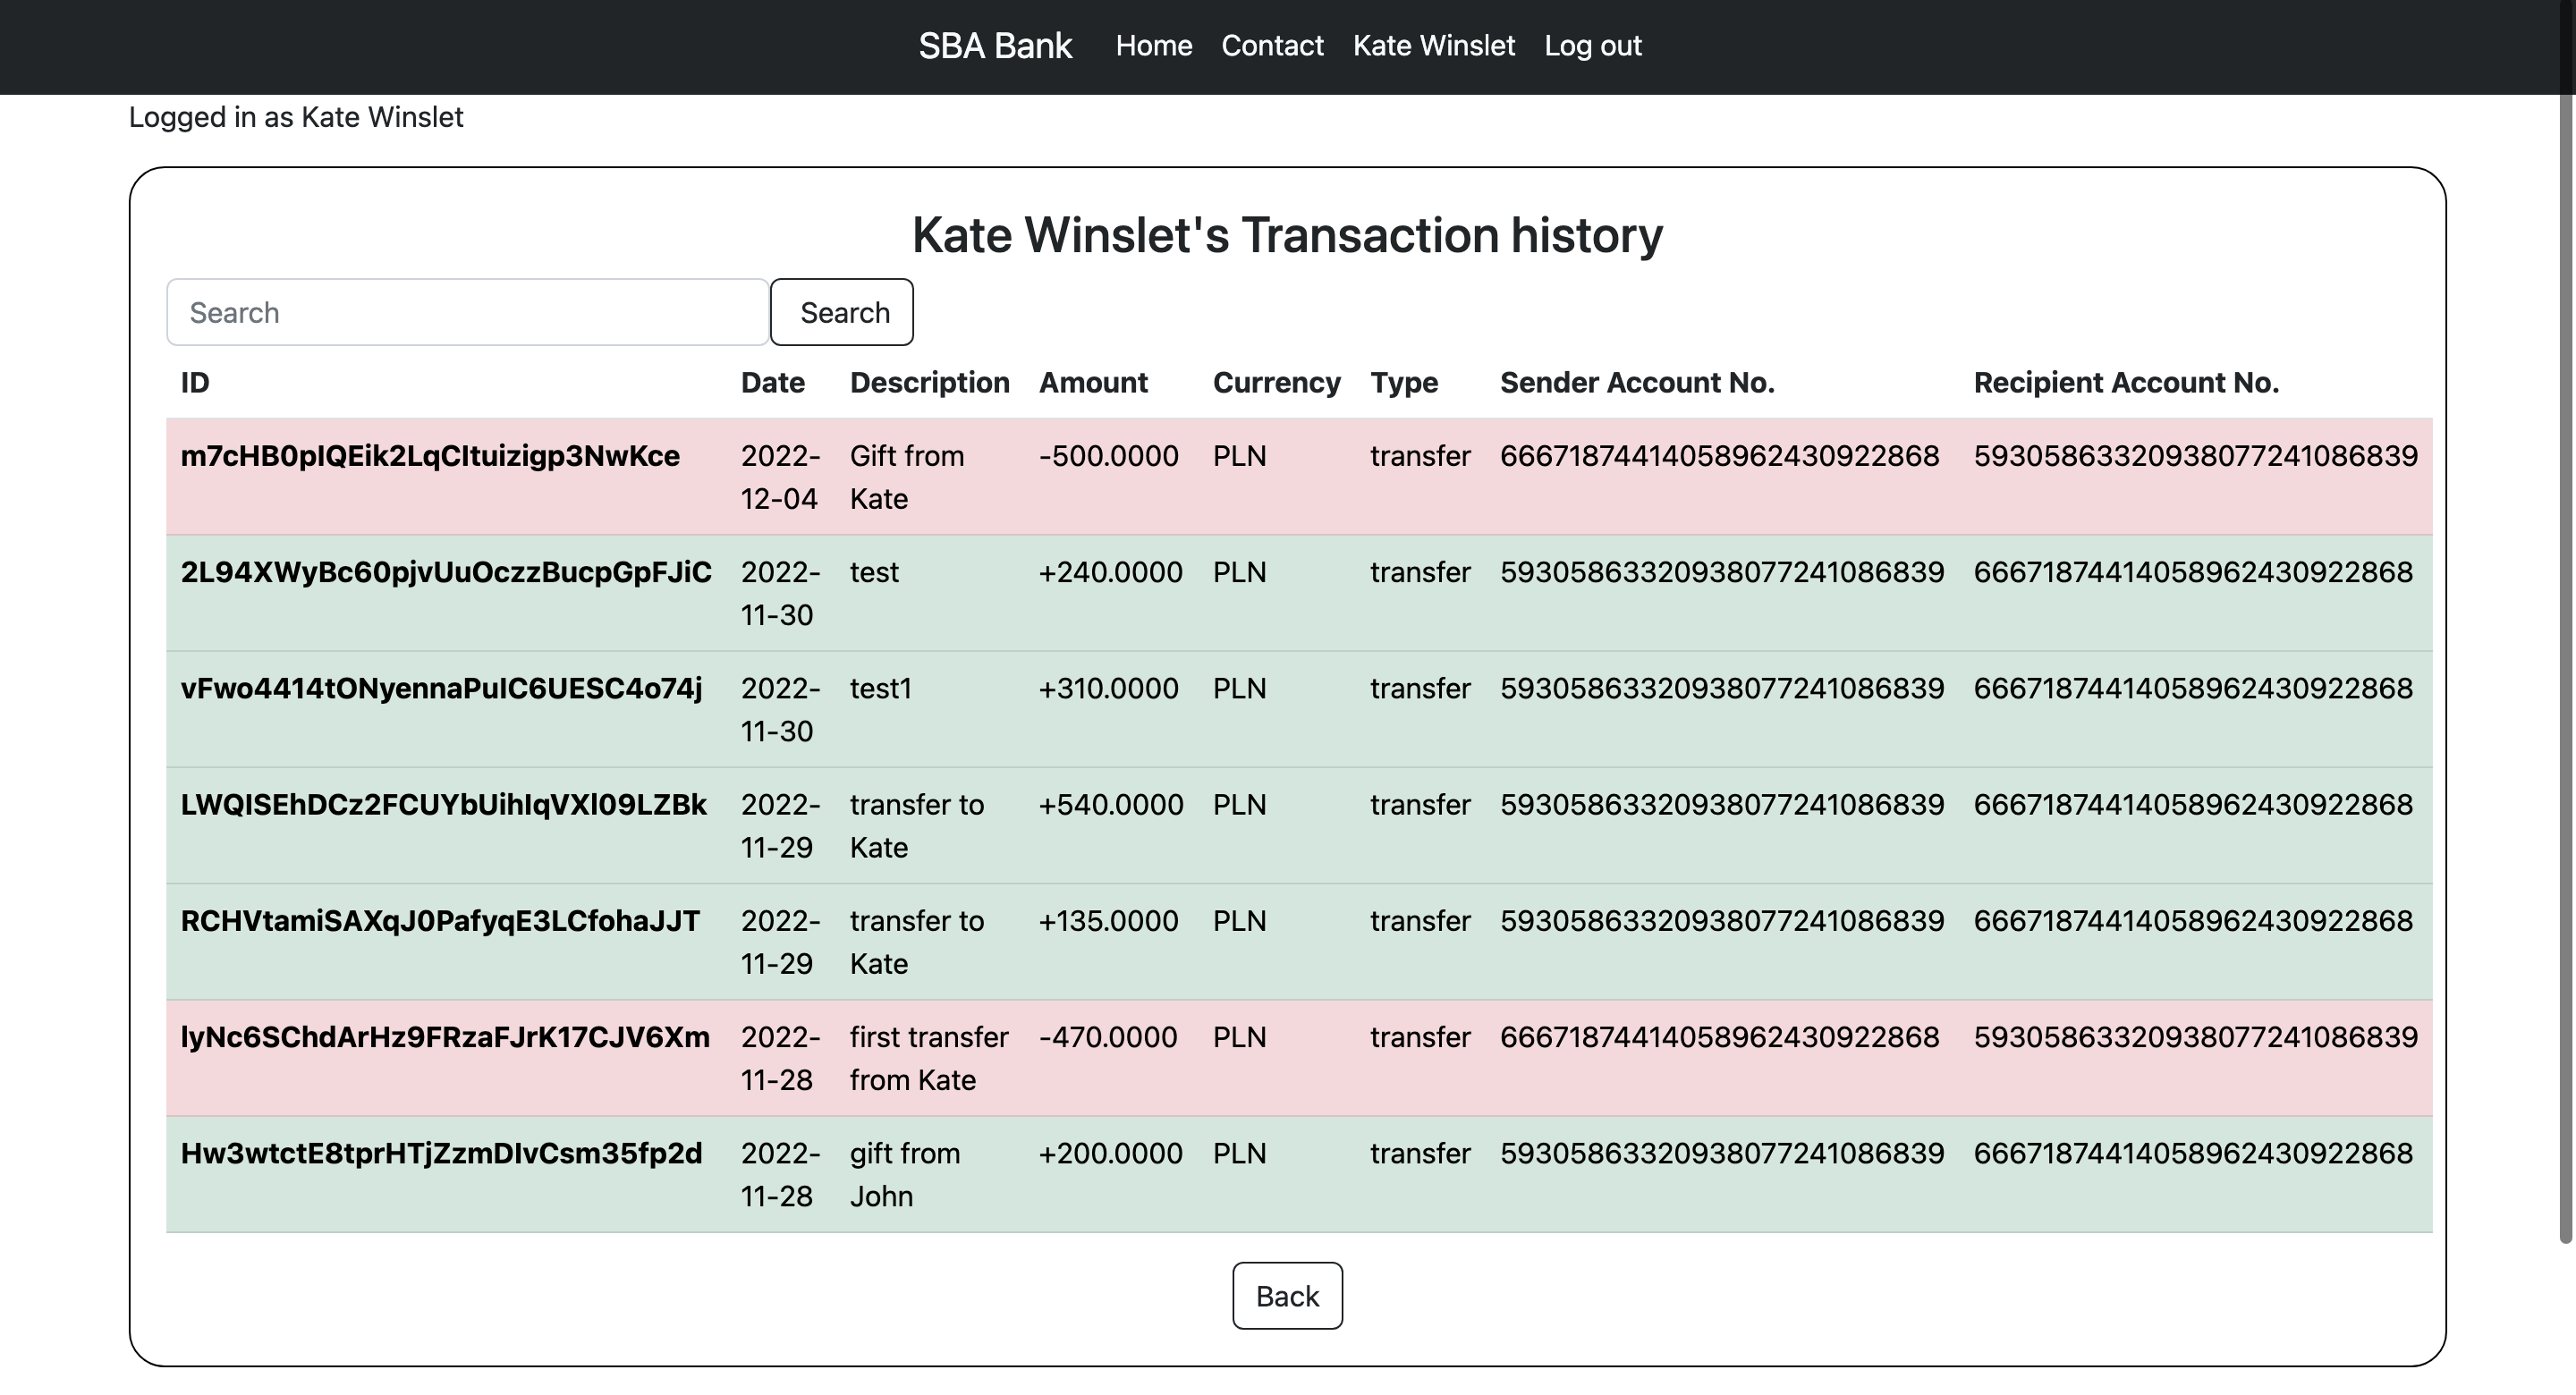 SBA Bank Home Contact Kate Winslet Log out
Logged in as Kate Winslet
Kate Winslet's Transaction history
Search Search
ID Date Description Amount Currency Type Sender Account No. Recipient Account No.
m7cHB0pIQEik2LqCItuizigp3NwKce 2022- Gift from -500.0000 PLN transfer 66671874414058962430922868 59305863320938077241086839
12-04 Kate
2L94XWyBc60pjvUuOczzBucpGpFJiC 2022- test +240.0000 PLN transfer 59305863320938077241086839 66671874414058962430922868
11-30
vFwo4414tONyennaPuIC6UESC4o74j 2022- test1 +310.0000 PLN transfer 59305863320938077241086839 66671874414058962430922868
11-30
LWQISEhDCz2FCUYbUihIqVXl09LZBk 2022- transfer to +540.0000 PLN transfer 59305863320938077241086839 66671874414058962430922868
11-29 Kate
RCHVtamiSAXqJ0PafyqE3LCfohaJJT 2022- transfer to +135.0000 PLN transfer 59305863320938077241086839 66671874414058962430922868
11-29 Kate
lyNc6SChdArHz9FRzaFJrK17CJV6Xm 2022- first transfer -470.0000 PLN transfer 66671874414058962430922868 59305863320938077241086839
11-28 from Kate
Hw3wtctE8tprHTjZzmDIvCsm35fp2d 2022- gift from +200.0000 PLN transfer 59305863320938077241086839 66671874414058962430922868
11-28 John
Back